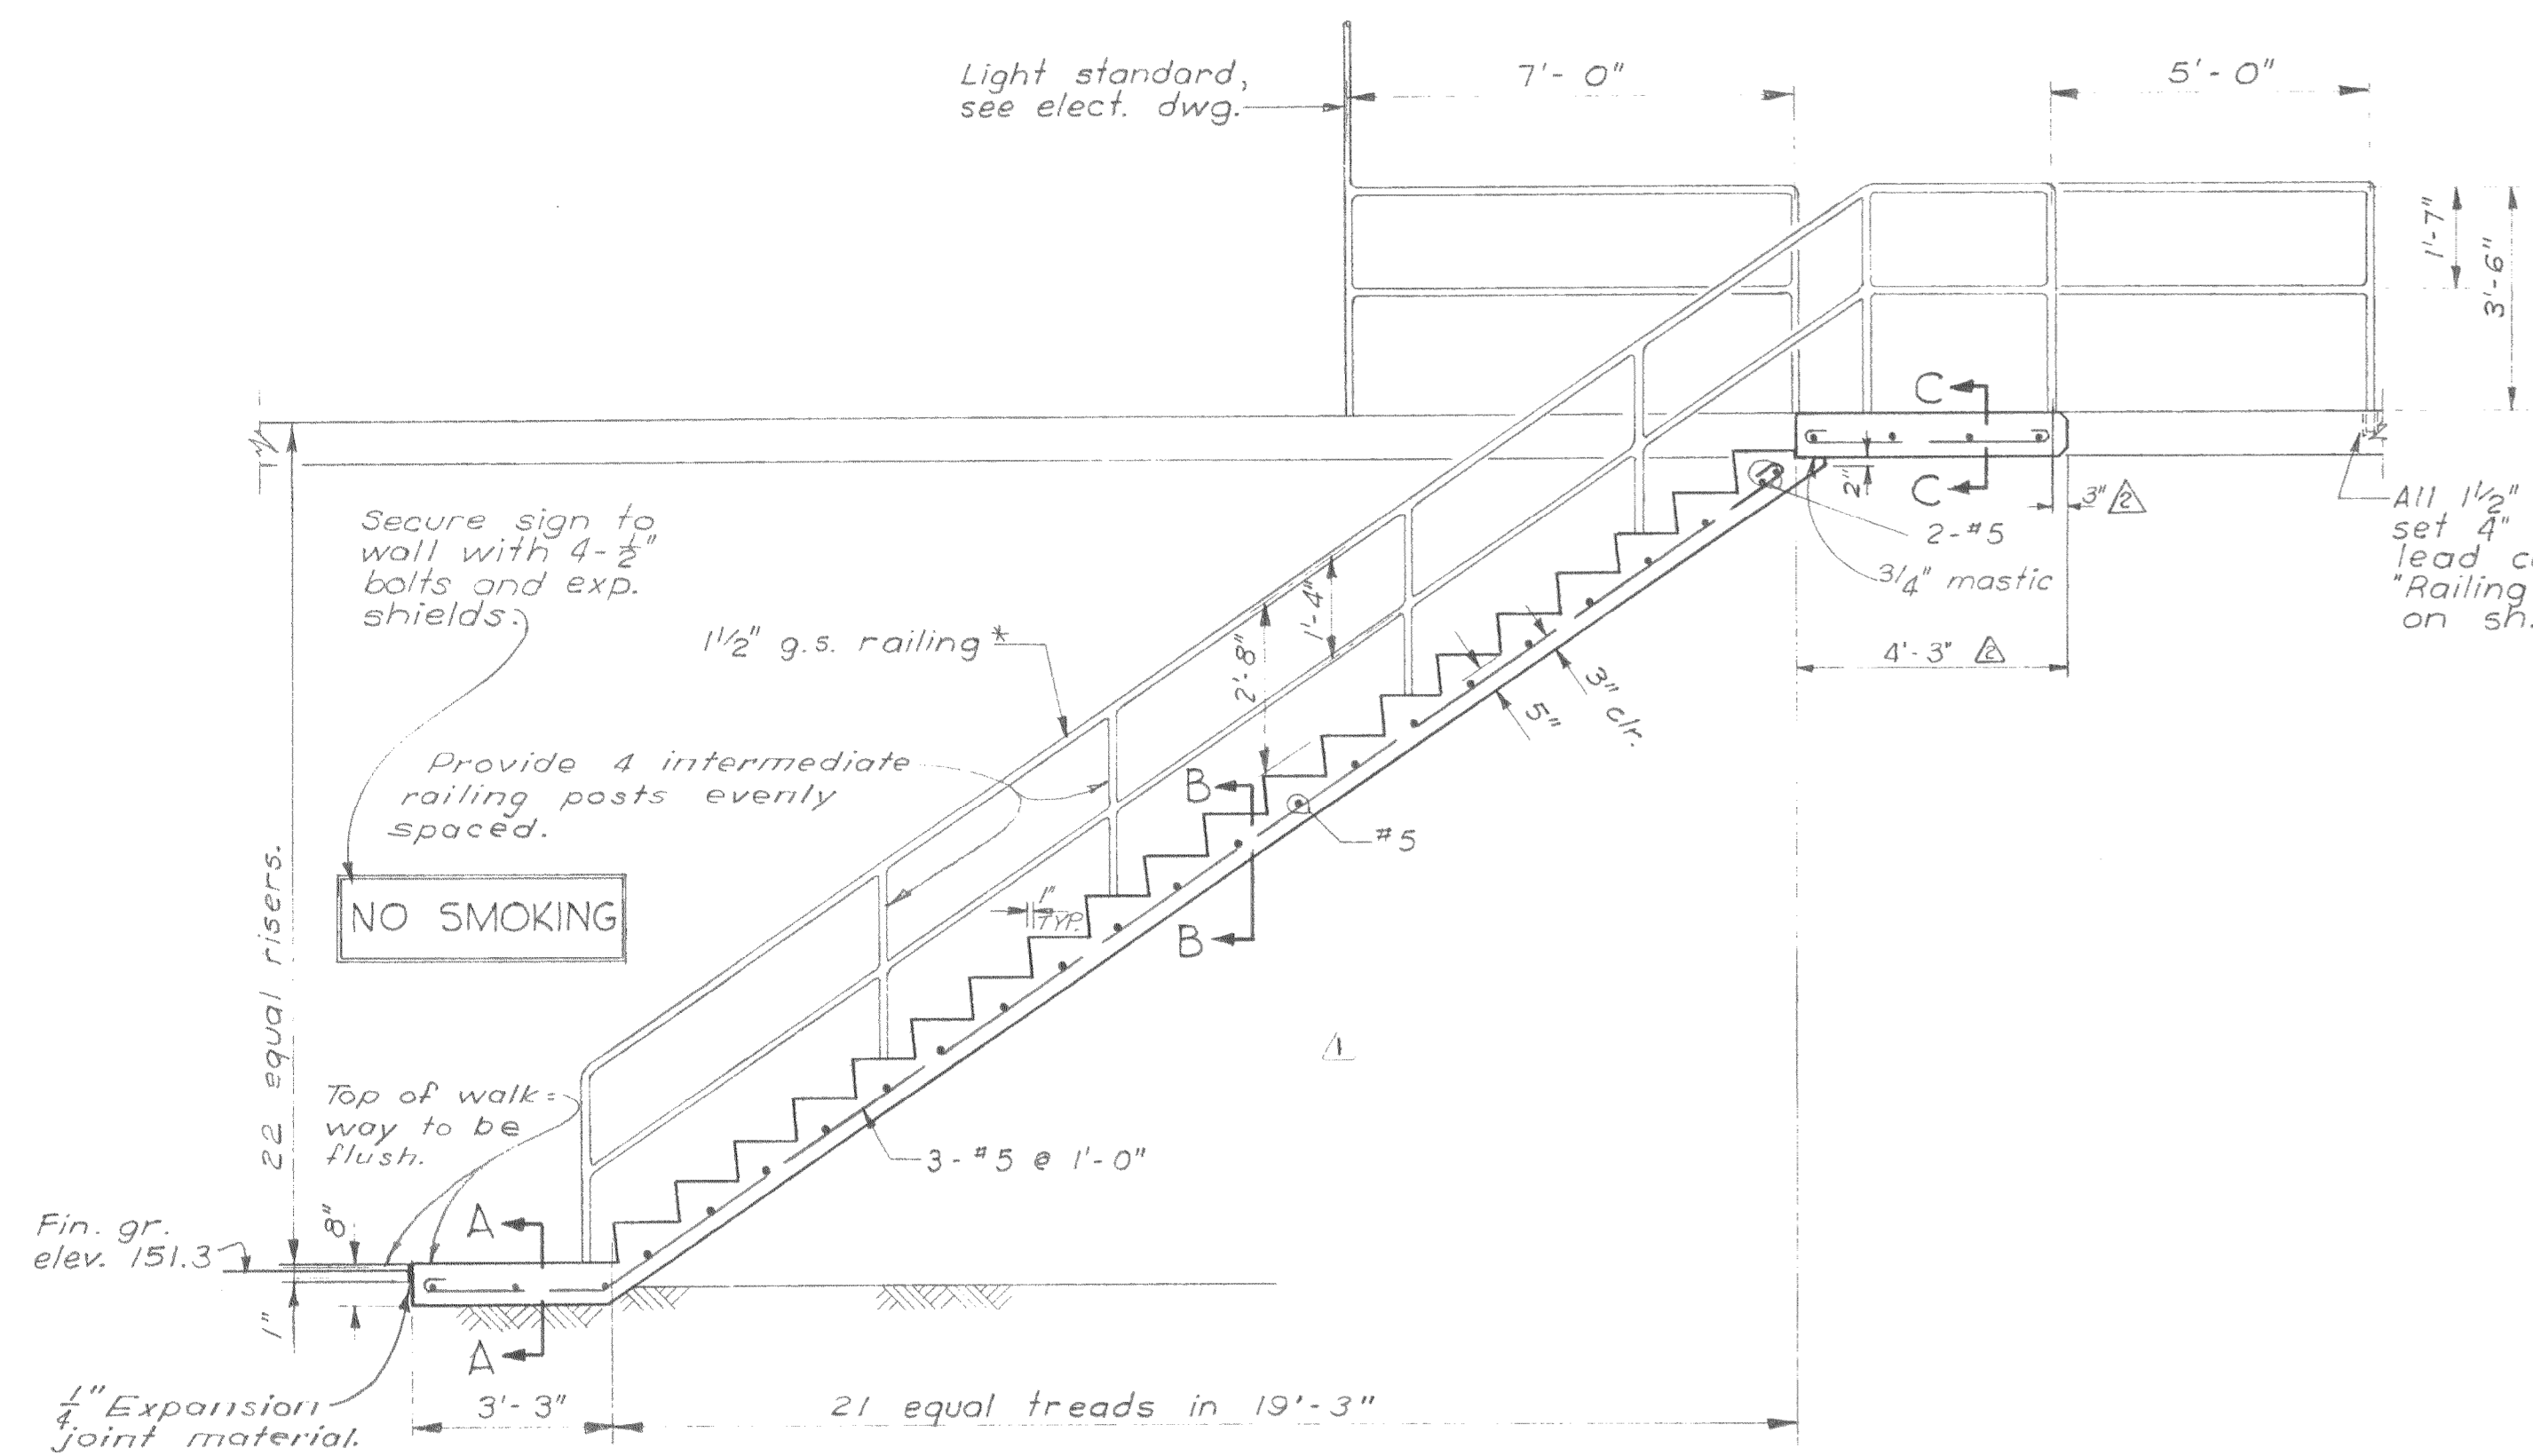 Light standard,
see elect. dwg.
7'- 0"
5'- 0"
1'-7"
3'-6"
C
C
2"
3" 2
2-#5
3/4" mastic
4'-3" 2
All 1 1/2"
set 4"
lead
"Railing
on sh.
Secure sign to
wall with 4-1/2"
bolts and exp.
shields.
1 1/2" g.s. railing *
2'-8"
1'-4"
3" clr.
5"
Provide 4 intermediate
railing posts evenly
spaced.
B
B
#5
1"
TYP.
NO SMOKING
22 equal risers.
1
Top of walk=
way to be
flush.
3-#5 @ 1'-0"
Fin. gr.
elev. 151.3
8"
1"
A
A
1/4" Expansion
joint material.
3'-3"
21 equal treads in 19'-3"